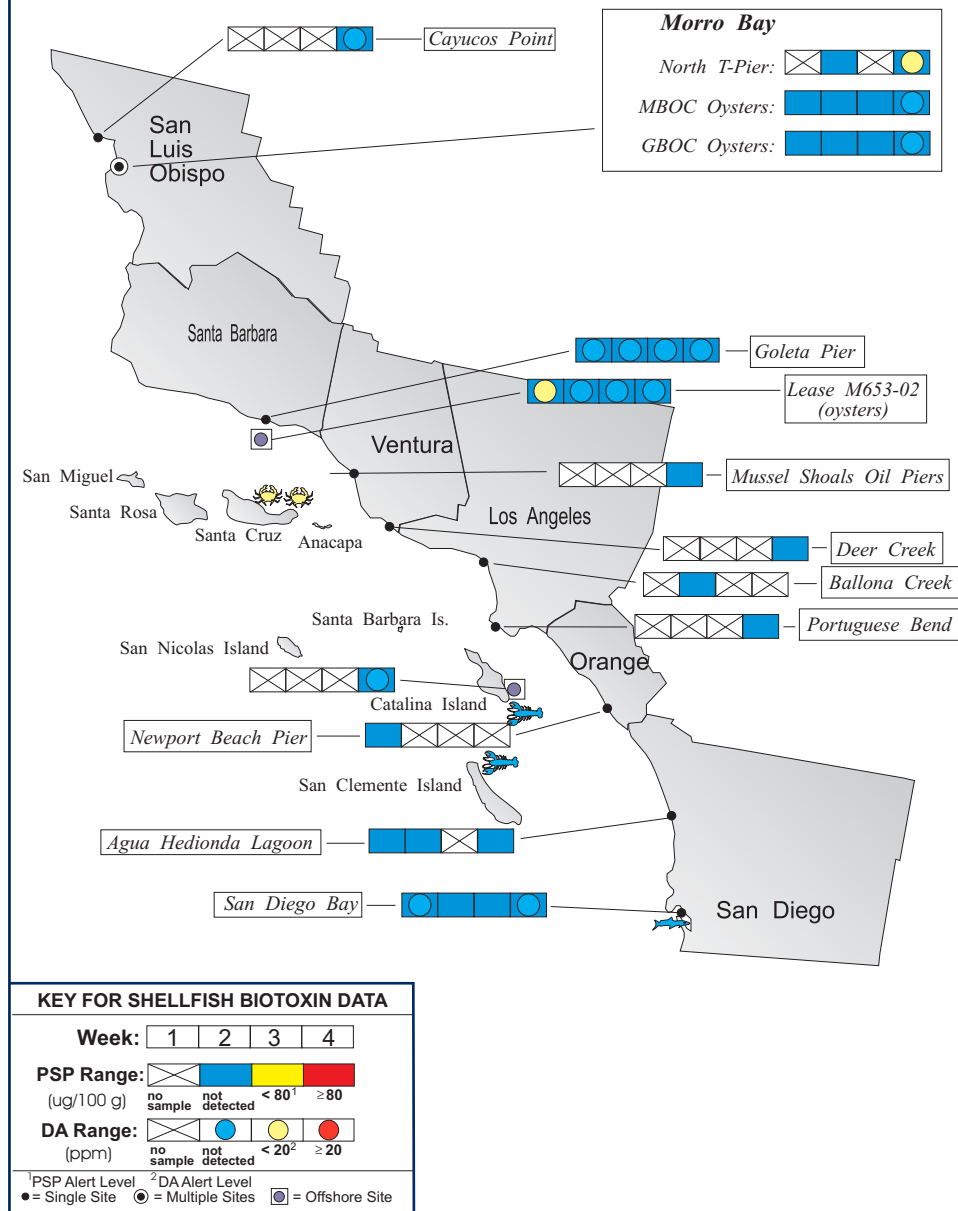 Cayucos Point
Morro Bay
North T-Pier:
MBOC Oysters:
GBOC Oysters:
San
Luis
Obispo
Santa Barbara
Goleta Pier
Lease M653-02
(oysters)
Ventura
Mussel Shoals Oil Piers
San Miguel
Santa Rosa
Santa Cruz
Anacapa
Los Angeles
Deer Creek
Ballona Creek
Portuguese Bend
Santa Barbara Is.
San Nicolas Island
Orange
Catalina Island
Newport Beach Pier
San Clemente Island
Agua Hedionda Lagoon
San Diego Bay
San Diego
KEY FOR SHELLFISH BIOTOXIN DATA
Week: 1 2 3 4
PSP Range:
(ug/100 g)
no sample not detected < 80¹ ≥80
DA Range:
(ppm)
no sample not detected < 20² ≥ 20
¹PSP Alert Level ²DA Alert Level
= Single Site = Multiple Sites = Offshore Site